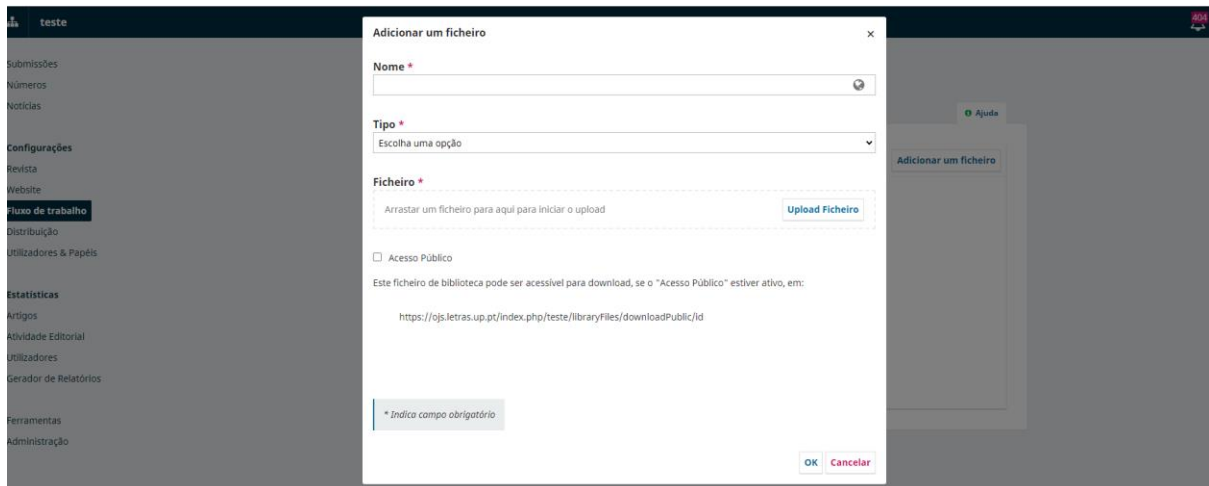 teste
404
Submissões
Números
Notícias
Configurações
Revista
Website
Fluxo de trabalho
Distribuição
Utilizadores & Papéis
Estatísticas
Artigos
Atividade Editorial
Utilizadores
Gerador de Relatórios
Ferramentas
Administração
Adicionar um ficheiro ×
Nome *
Tipo *
Escolha uma opção
Ficheiro *
Arrastar um ficheiro para aqui para iniciar o upload Upload Ficheiro
Acesso Público
Este ficheiro de biblioteca pode ser acessível para download, se o "Acesso Público" estiver ativo, em:
https://ojs.letras.up.pt/index.php/teste/libraryFiles/downloadPublic/id
* Indica campo obrigatório
OK Cancelar
Ajuda
Adicionar um ficheiro